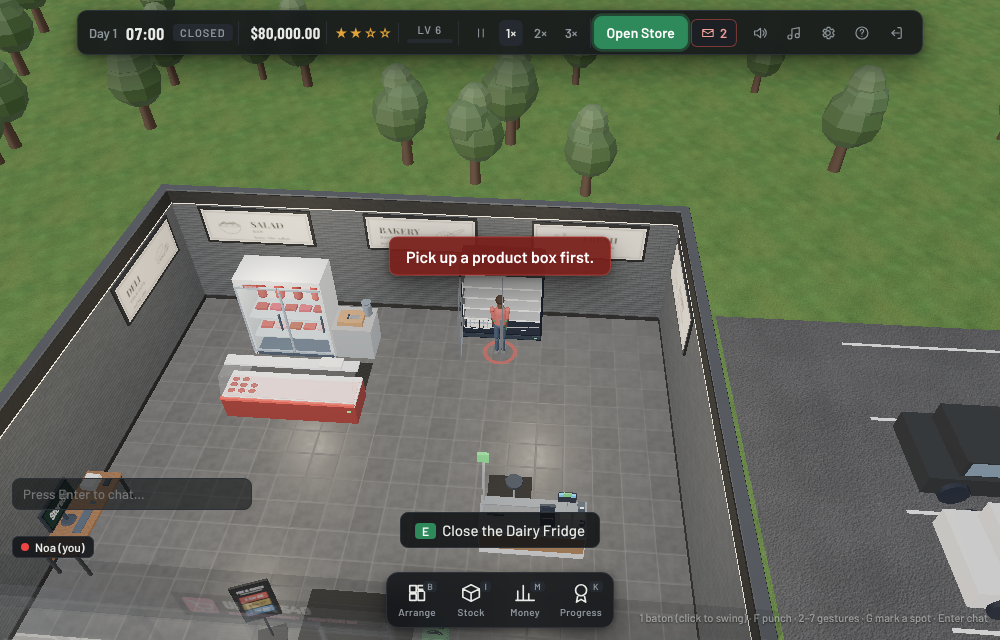 Day 1 07:00 CLOSED $80,000.00 LV 6 1× 2× 3× Open Store 2
SALAD
BAKERY
DELI
Pick up a product box first.
Press Enter to chat...
Noa (you)
E Close the Dairy Fridge
B I M K
Arrange Stock Money Progress
1 baton (click to swing) · F punch · 2–7 gestures · G mark a spot · Enter chat